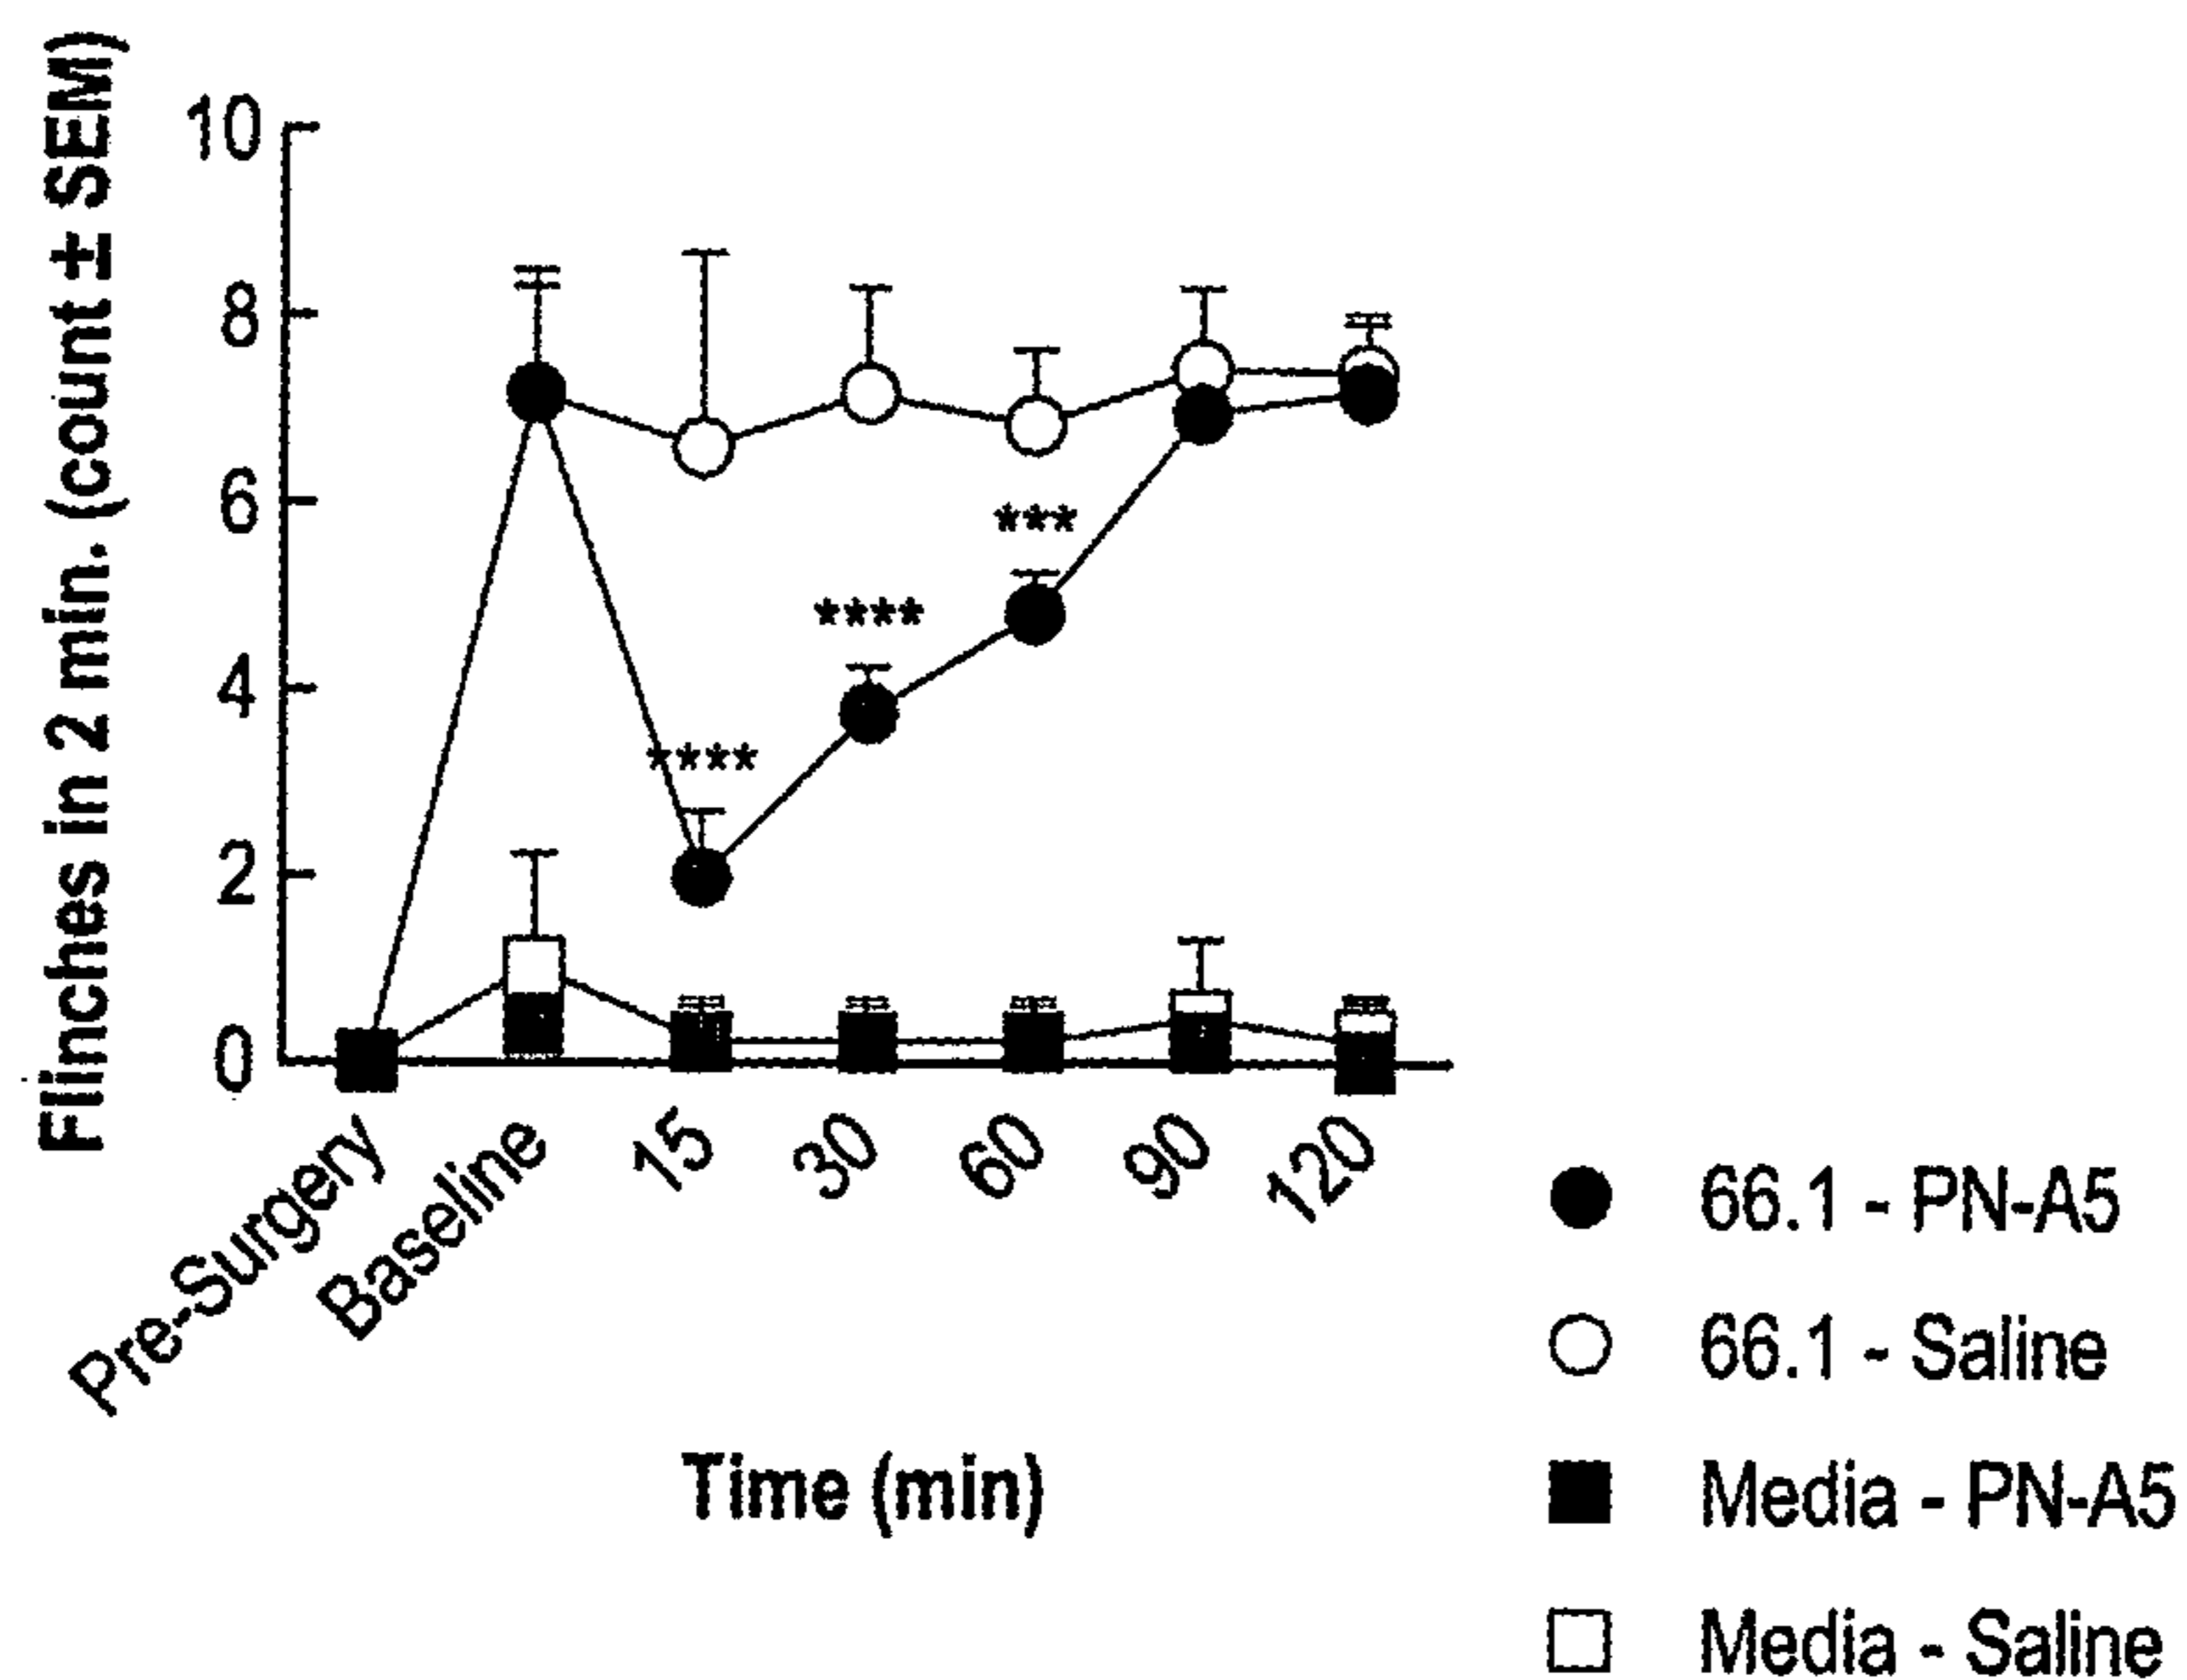 Flinches in 2 min. (count ± SEM)
10
8
6
4
2
0
****
****
***
Pre-Surgery
Baseline
15
30
60
90
120
Time (min)
66.1 - PN-A5
66.1 - Saline
Media - PN-A5
Media - Saline